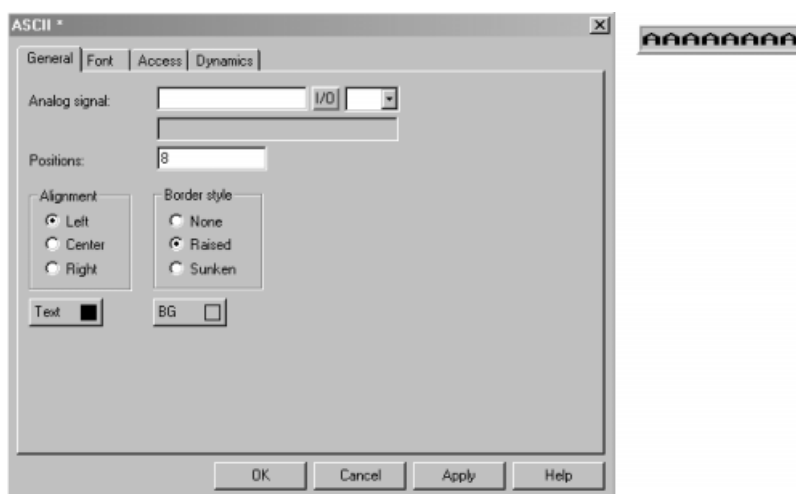 ASCII *
AAAAAAAA
General Font Access Dynamics
Analog signal: I/O
Positions: 8
Alignment Border style
Left None
Center Raised
Right Sunken
Text BG
OK Cancel Apply Help